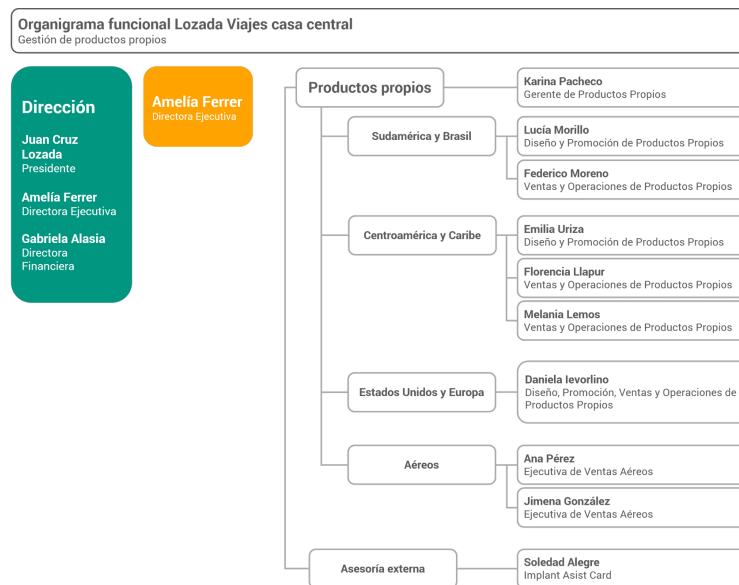 Organigrama funcional Lozada Viajes casa central
Gestión de productos propios
Dirección
Juan Cruz
Lozada
Presidente
Amelía Ferrer
Directora Ejecutiva
Gabriela Alasia
Directora
Financiera
Amelía Ferrer
Directora Ejecutiva
Productos propios
Karina Pacheco
Gerente de Productos Propios
Sudamérica y Brasil
Lucía Morillo
Diseño y Promoción de Productos Propios
Federico Moreno
Ventas y Operaciones de Productos Propios
Centroamérica y Caribe
Emilia Uriza
Diseño y Promoción de Productos Propios
Florencia Llapur
Ventas y Operaciones de Productos Propios
Melania Lemos
Ventas y Operaciones de Productos Propios
Estados Unidos y Europa
Daniela Ievorlino
Diseño, Promoción, Ventas y Operaciones de
Productos Propios
Aéreos
Ana Pérez
Ejecutiva de Ventas Aéreos
Jimena González
Ejecutiva de Ventas Aéreos
Asesoría externa
Soledad Alegre
Implant Asist Card